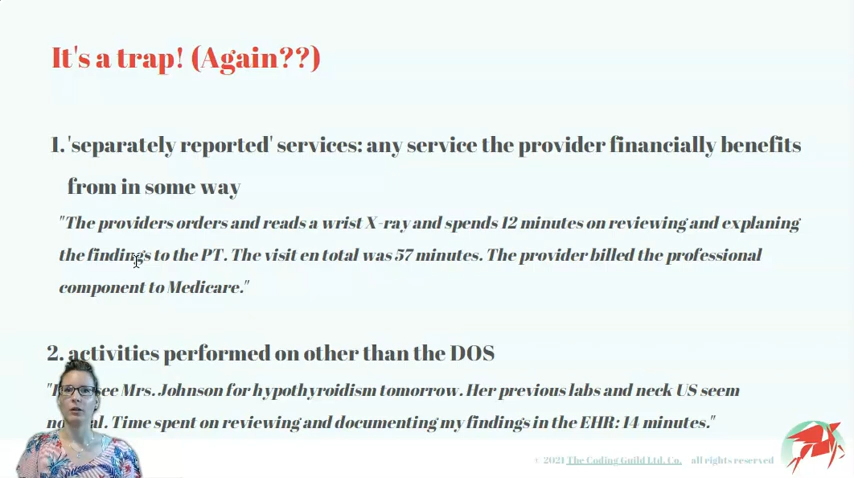 It's a trap! (Again??)
1. 'separately reported' services: any service the provider financially benefits
from in some way
"The providers orders and reads a wrist X-ray and spends 12 minutes on reviewing and explaning
the findings to the PT. The visit en total was 57 minutes. The provider billed the professional
component to Medicare."
2. activities performed on other than the DOS
see Mrs. Johnson for hypothyroidism tomorrow. Her previous labs and neck US seem
Time spent on reviewing and documenting my findings in the EHR: 14 minutes."
© 2021 The Coding Guild Ltd. Co. all rights reserved